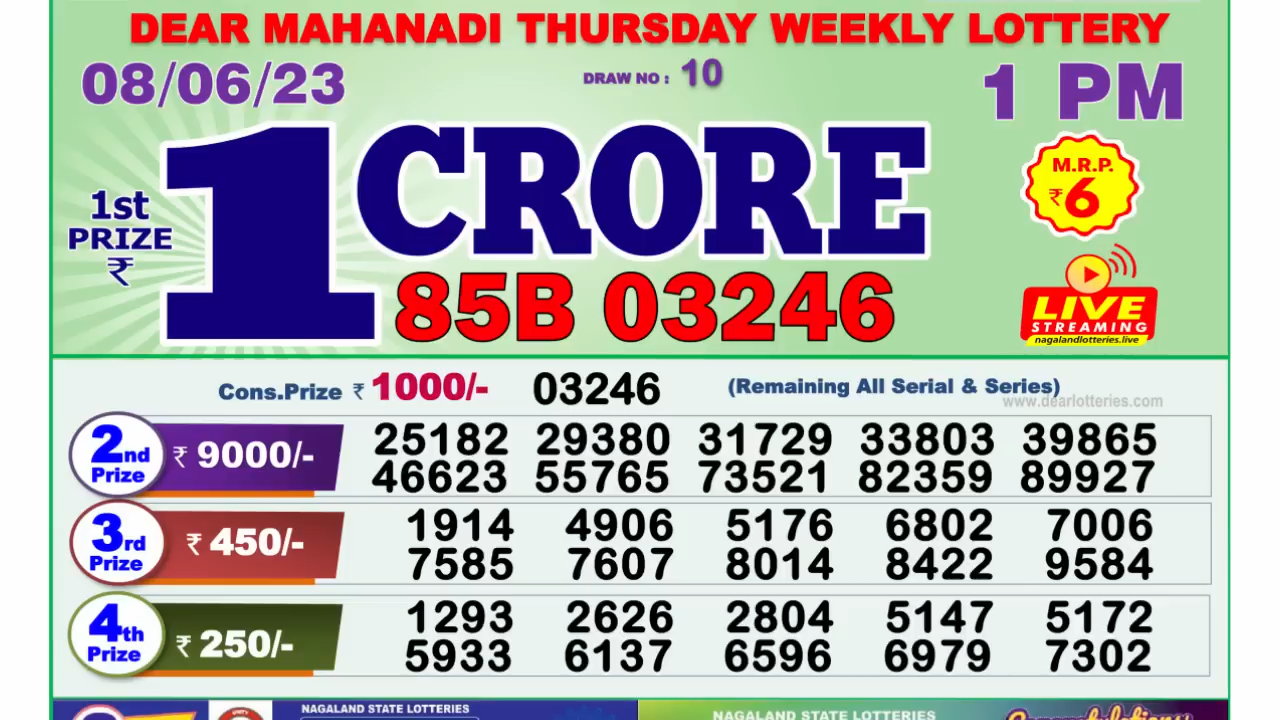 DEAR MAHANADI THURSDAY WEEKLY LOTTERY
08/06/23 DRAW NO : 10 1 PM
1st PRIZE ₹ 1 CRORE
M.R.P. ₹ 6
85B 03246
LIVE
STREAMING
nagalandlotteries.live
Cons.Prize ₹ 1000/- 03246 (Remaining All Serial & Series)
www.dearlotteries.com
2nd Prize ₹ 9000/-
25182 29380 31729 33803 39865
46623 55765 73521 82359 89927
3rd Prize ₹ 450/-
1914 4906 5176 6802 7006
7585 7607 8014 8422 9584
4th Prize ₹ 250/-
1293 2626 2804 5147 5172
5933 6137 6596 6979 7302
NAGALAND STATE LOTTERIES
NAGALAND STATE LOTTERIES